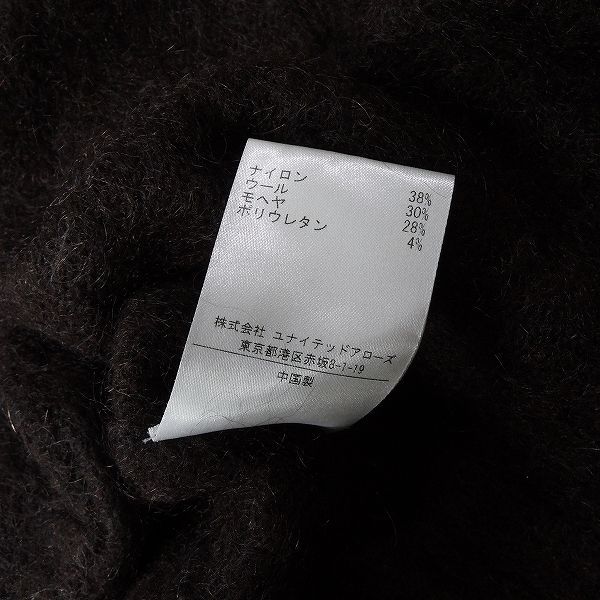 ナイロン 38%
ウール 30%
モヘヤ 28%
ポリウレタン 4%
株式会社 ユナイテッドアローズ
東京都港区赤坂8-1-19
中国製